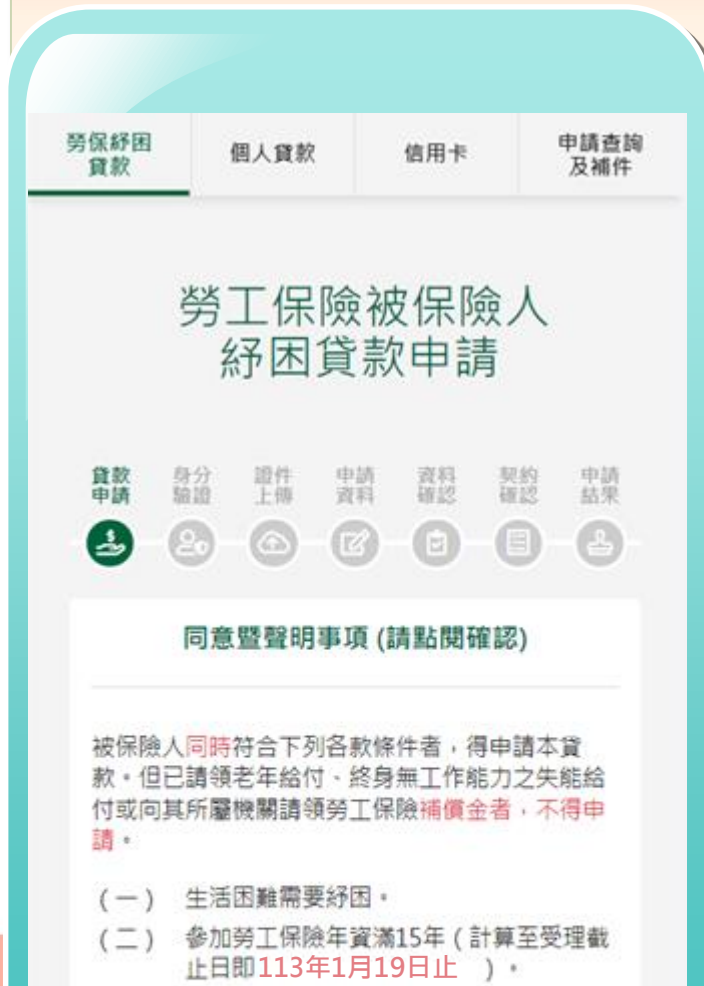 勞保紓困
貸款
個人貸款
信用卡
申請查詢
及補件
勞工保險被保險人
紓困貸款申請
貸款
申請
身分
驗證
證件
上傳
申請
資料
資料
確認
契約
確認
申請
結果
同意暨聲明事項 (請點閱確認)
被保險人同時符合下列各款條件者，得申請本貸
款。但已請領老年給付、終身無工作能力之失能給
付或向其所屬機關請領勞工保險補償金者，不得申
請。
(一) 生活困難需要紓困。
(二) 參加勞工保險年資滿15年（計算至受理截
止日即113年1月19日止 ）。